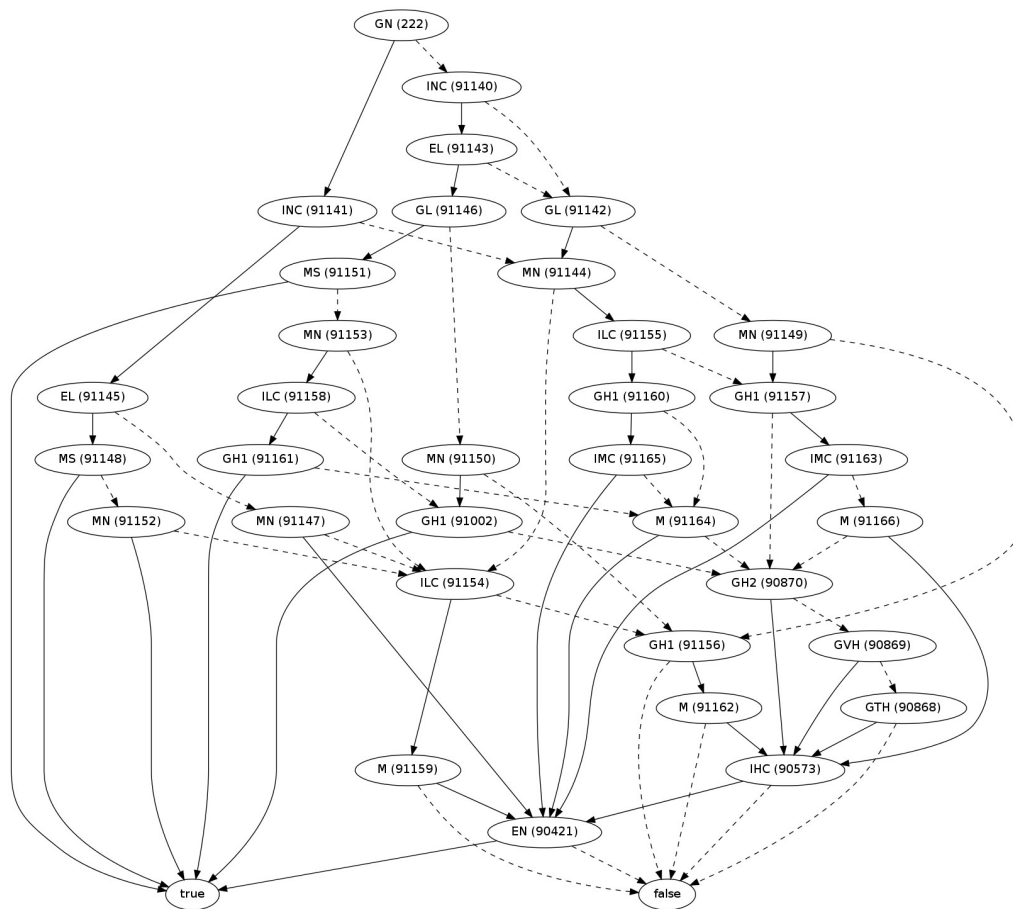 GN (222)
INC (91140)
EL (91143)
INC (91141)
GL (91146)
GL (91142)
MS (91151)
MN (91144)
MN (91153)
ILC (91155)
MN (91149)
EL (91145)
ILC (91158)
GH1 (91160)
GH1 (91157)
MS (91148)
GH1 (91161)
MN (91150)
IMC (91165)
IMC (91163)
MN (91152)
MN (91147)
GH1 (91002)
M (91164)
M (91166)
ILC (91154)
GH2 (90870)
GH1 (91156)
GVH (90869)
M (91162)
GTH (90868)
M (91159)
IHC (90573)
EN (90421)
true
false